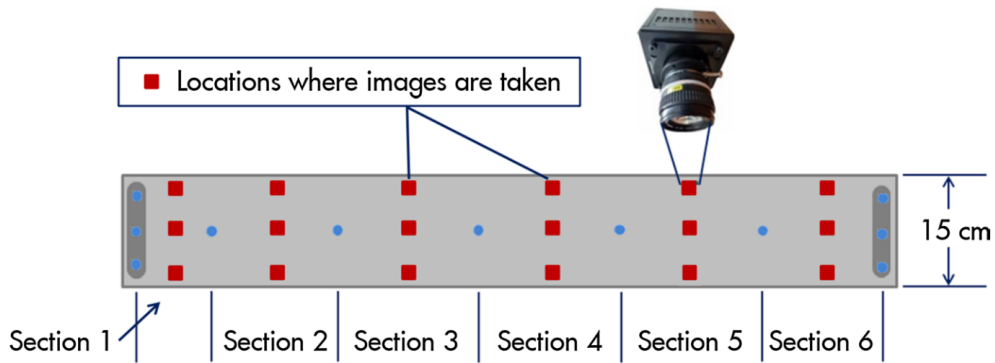 Locations where images are taken
15 cm
Section 1
Section 2
Section 3
Section 4
Section 5
Section 6